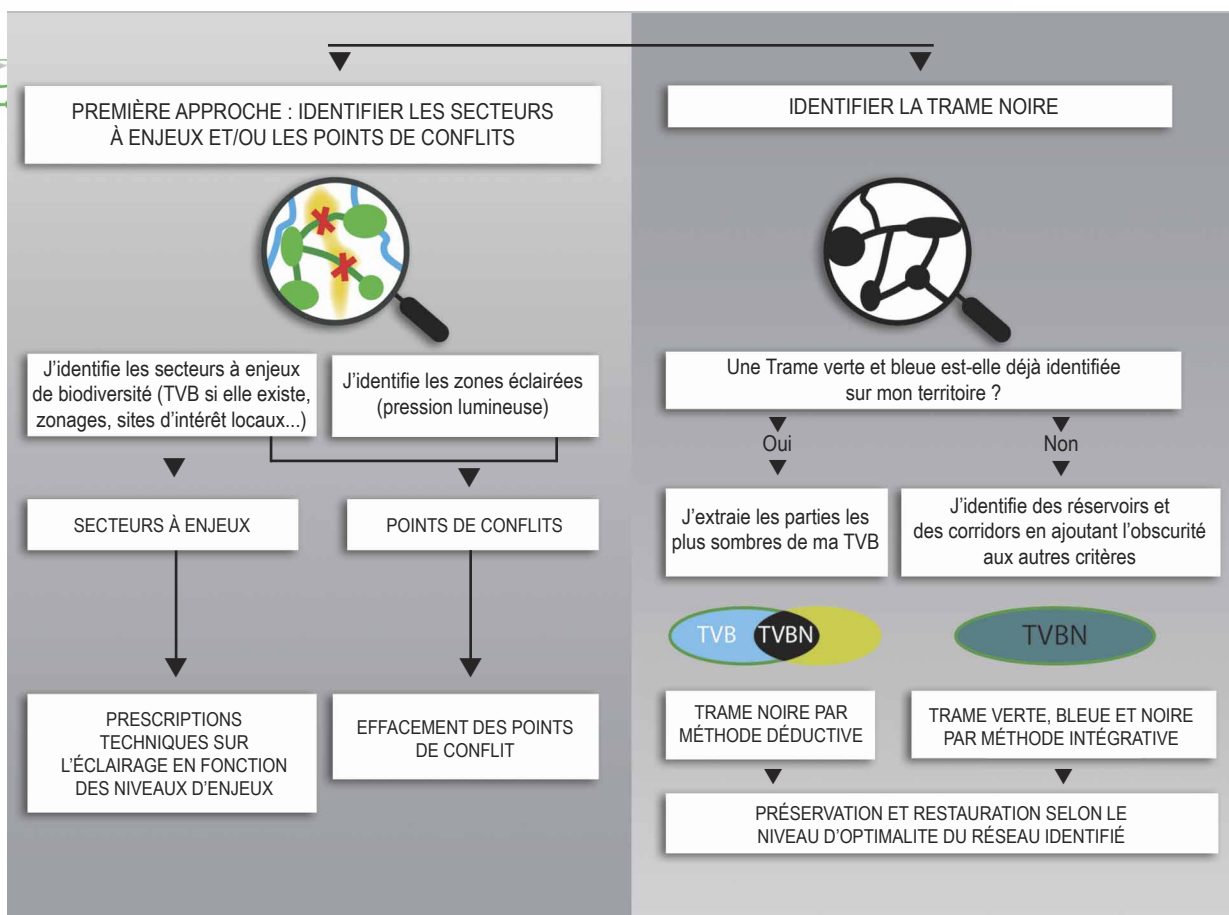 PREMIÈRE APPROCHE : IDENTIFIER LES SECTEURS
À ENJEUX ET/OU LES POINTS DE CONFLITS
J'identifie les secteurs à enjeux
de biodiversité (TVB si elle existe,
zonages, sites d'intérêt locaux...)
J'identifie les zones éclairées
(pression lumineuse)
SECTEURS À ENJEUX
POINTS DE CONFLITS
PRESCRIPTIONS
TECHNIQUES SUR
L'ÉCLAIRAGE EN FONCTION
DES NIVEAUX D'ENJEUX
EFFACEMENT DES POINTS
DE CONFLIT
IDENTIFIER LA TRAME NOIRE
Une Trame verte et bleue est-elle déjà identifiée
sur mon territoire ?
Oui
Non
J'extraie les parties les
plus sombres de ma TVB
J'identifie des réservoirs et
des corridors en ajoutant l'obscurité
aux autres critères
TVB
TVBN
TVBN
TRAME NOIRE PAR
MÉTHODE DÉDUCTIVE
TRAME VERTE, BLEUE ET NOIRE
PAR MÉTHODE INTÉGRATIVE
PRÉSERVATION ET RESTAURATION SELON LE
NIVEAU D'OPTIMALITE DU RÉSEAU IDENTIFIÉ